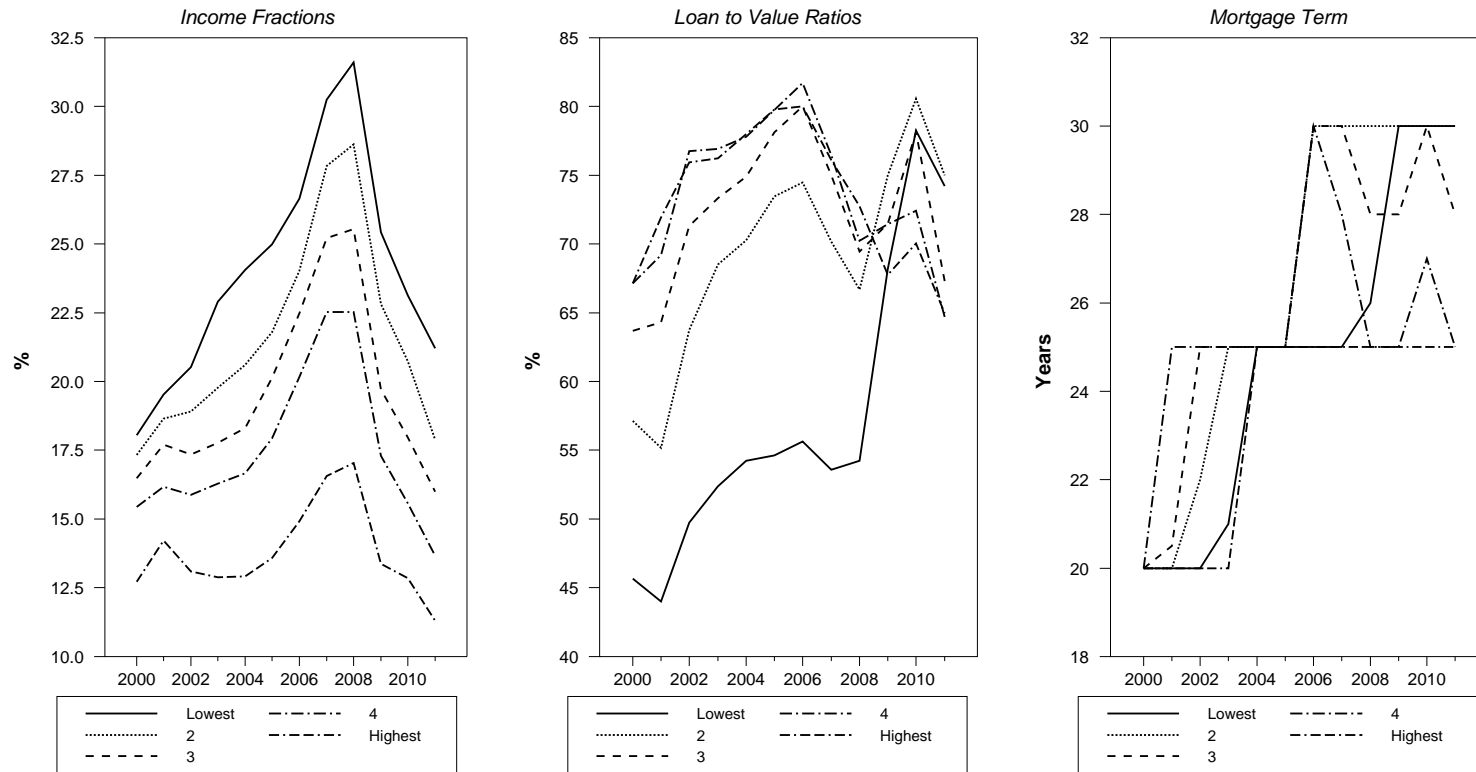 Income Fractions
32.5
30.0
27.5
25.0
22.5
20.0
17.5
15.0
12.5
10.0
%
2000 2002 2004 2006 2008 2010
Lowest 4
2 Highest
3
Loan to Value Ratios
85
80
75
70
65
60
55
50
45
40
%
2000 2002 2004 2006 2008 2010
Lowest 4
2 Highest
3
Mortgage Term
32
30
28
26
24
22
20
18
Years
2000 2002 2004 2006 2008 2010
Lowest 4
2 Highest
3